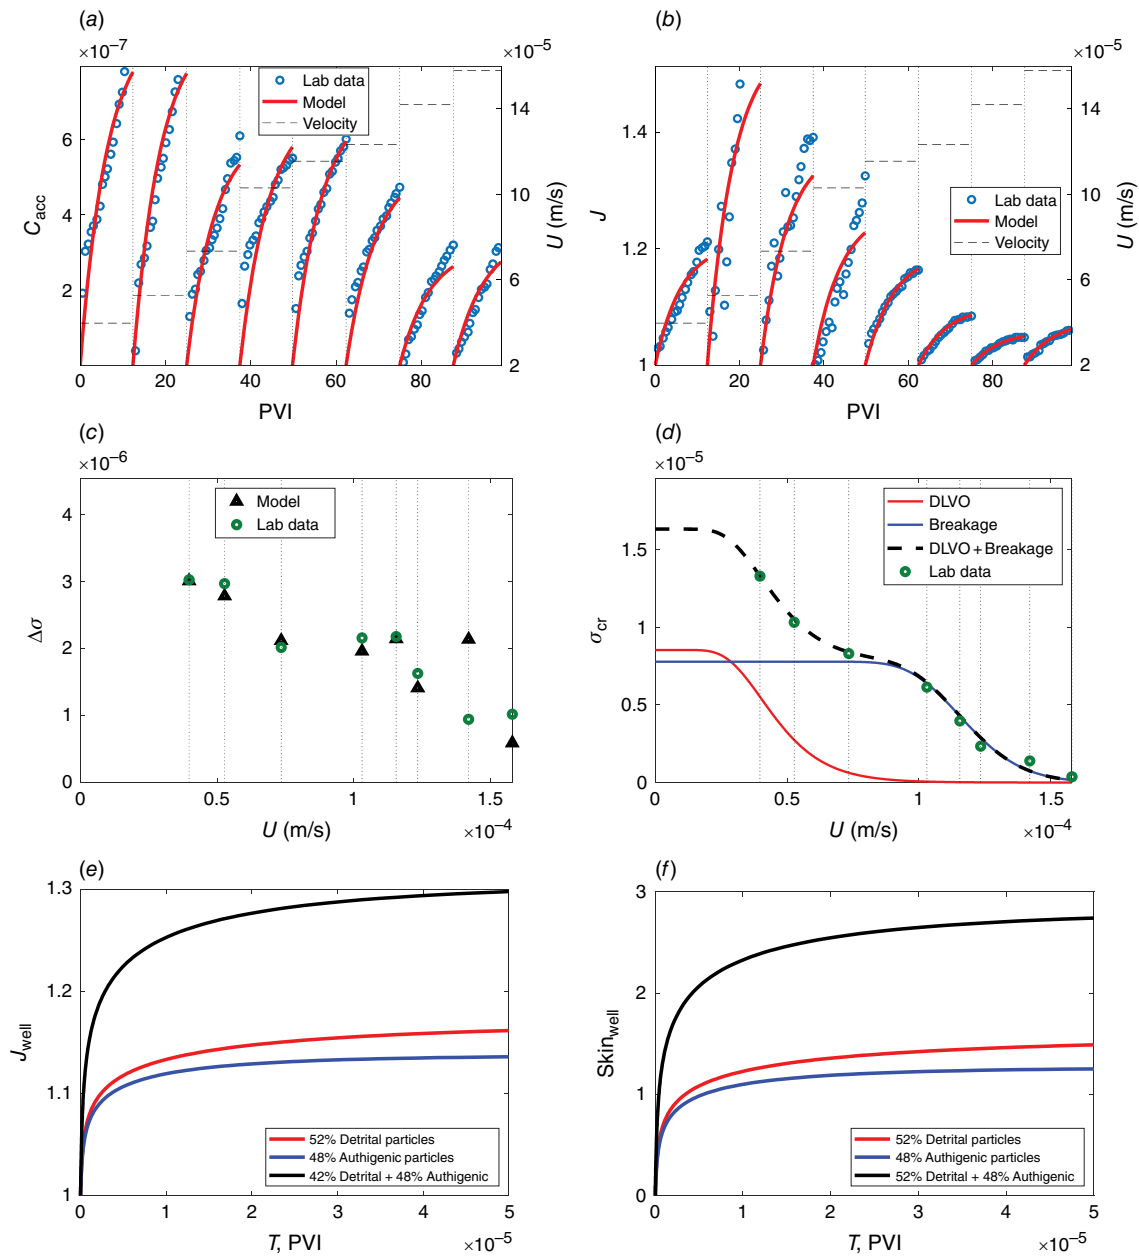 (a)
×10⁻⁷
×10⁻⁵
Lab data
Model
Velocity
6
4
2
C_acc
14
10
6
2
U (m/s)
0 20 40 60 80
PVI
(b)
×10⁻⁵
1.4
1.2
1
J
Lab data
Model
Velocity
14
10
6
2
U (m/s)
0 20 40 60 80
PVI
(c)
×10⁻⁶
Model
Lab data
4
3
2
1
0
Δσ
0 0.5 1 1.5
U (m/s)
×10⁻⁴
(d)
×10⁻⁵
DLVO
Breakage
DLVO + Breakage
Lab data
1.5
1
0.5
0
σ_cr
0 0.5 1 1.5
U (m/s)
×10⁻⁴
(e)
1.3
1.2
1.1
1
J_well
52% Detrital particles
48% Authigenic particles
42% Detrital + 48% Authigenic
0 1 2 3 4 5
T, PVI
×10⁻⁵
(f)
3
2
1
0
Skin_well
52% Detrital particles
48% Authigenic particles
52% Detrital + 48% Authigenic
0 1 2 3 4 5
T, PVI
×10⁻⁵